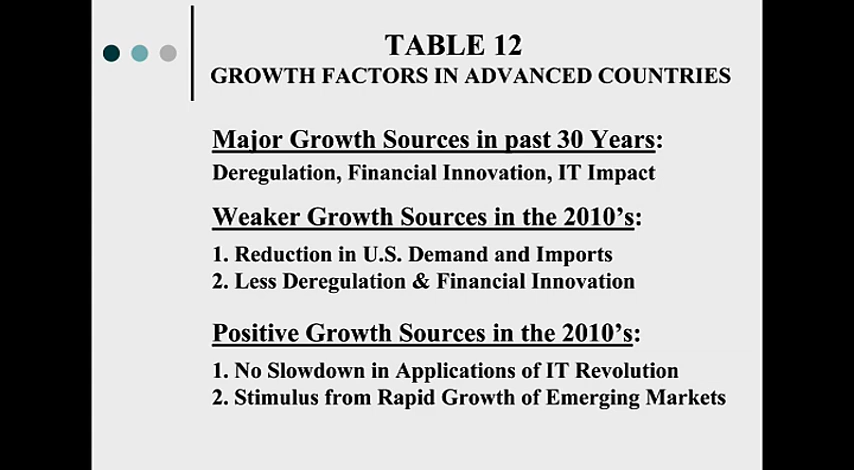 TABLE 12
GROWTH FACTORS IN ADVANCED COUNTRIES
Major Growth Sources in past 30 Years:
Deregulation, Financial Innovation, IT Impact
Weaker Growth Sources in the 2010's:
1. Reduction in U.S. Demand and Imports
2. Less Deregulation & Financial Innovation
Positive Growth Sources in the 2010's:
1. No Slowdown in Applications of IT Revolution
2. Stimulus from Rapid Growth of Emerging Markets